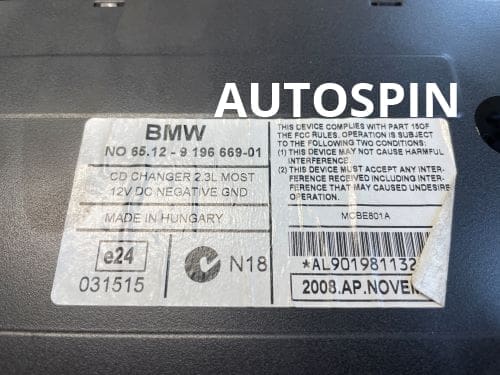 AUTOSPIN
BMW
NO 65.12 - 9 196 669-01
CD CHANGER 2.3L MOST
12V DC NEGATIVE GND
MADE IN HUNGARY
e24
031515
N18
THIS DEVICE COMPLIES WITH PART 15OF
THE FCC RULES. OPERATION IS SUBJECT
TO THE FOLLOWING TWO CONDITIONS:
(1) THIS DEVICE MAY NOT CAUSE HARMFUL
INTERFERENCE.
(2) THIS DEVICE MUST ACCEPT ANY INTER-
FERENCE RECEIVED INCLUDING INTER-
FERENCE THAT MAY CAUSED UNDESIRE
OPERATION.
MCBE801A
*AL901981132
2008.AP.NOVEM